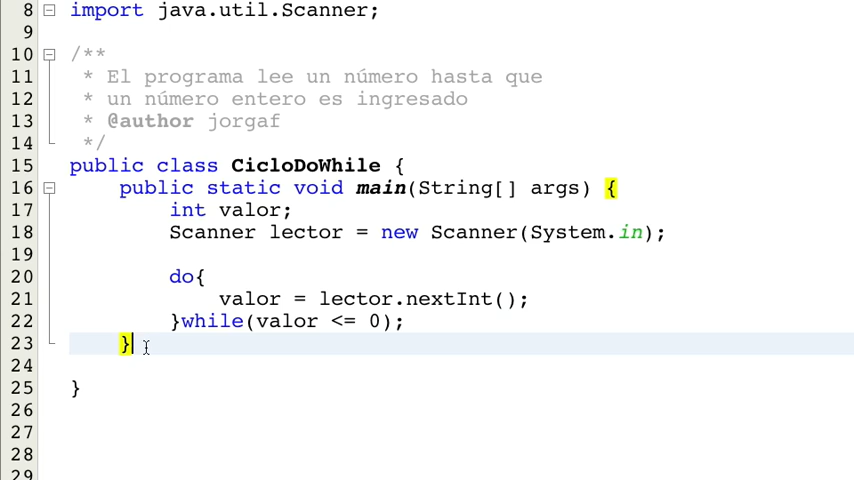 8 import java.util.Scanner;
9
10 /**
11 * El programa lee un número hasta que
12 * un número entero es ingresado
13 * @author jorgaf
14 */
15 public class CicloDoWhile {
16 public static void main(String[] args) {
17 int valor;
18 Scanner lector = new Scanner(System.in);
19
20 do{
21 valor = lector.nextInt();
22 }while(valor <= 0);
23 }
24
25 }
26
27
28
29